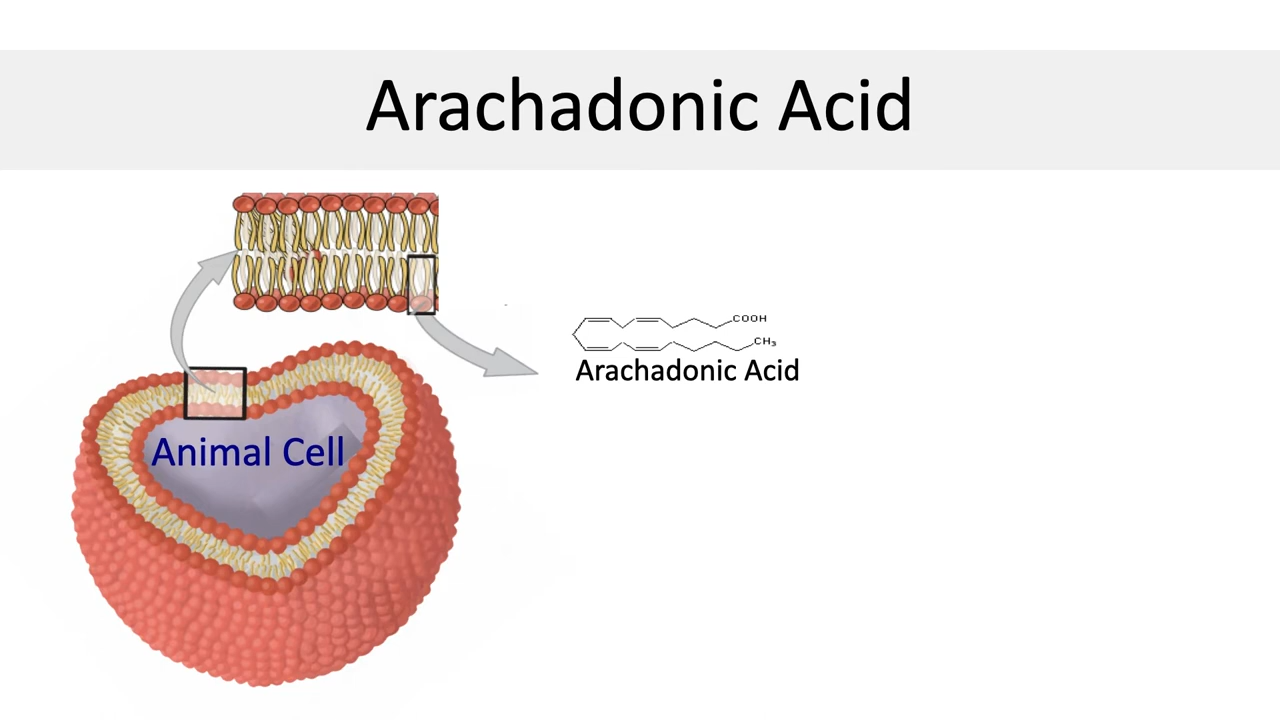 Arachadonic Acid
COOH
CH₃
Arachadonic Acid
Animal Cell